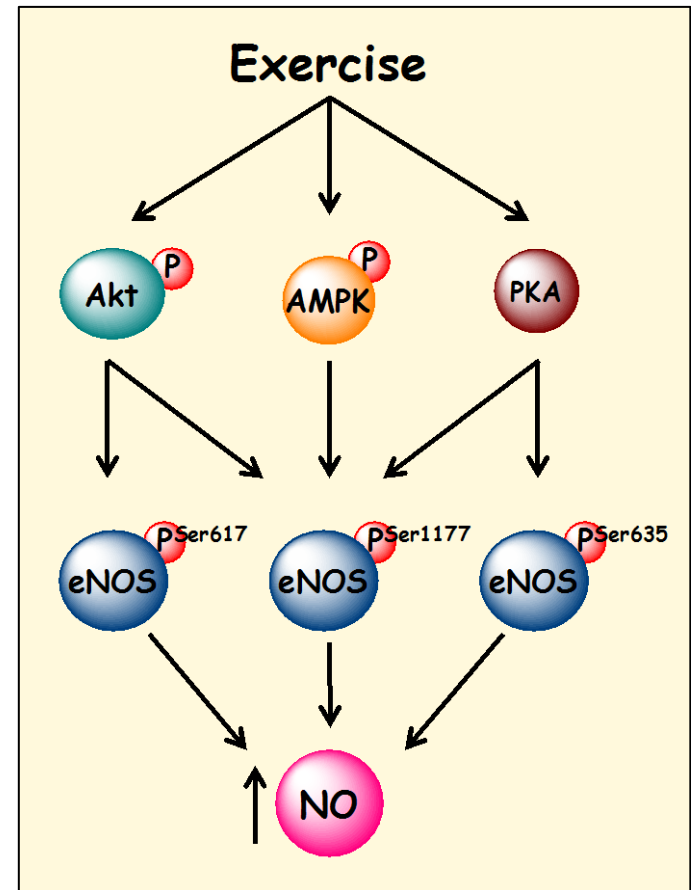 Exercise
Akt P
AMPK P
PKA
eNOS PSer617
eNOS PSer1177
eNOS PSer635
NO